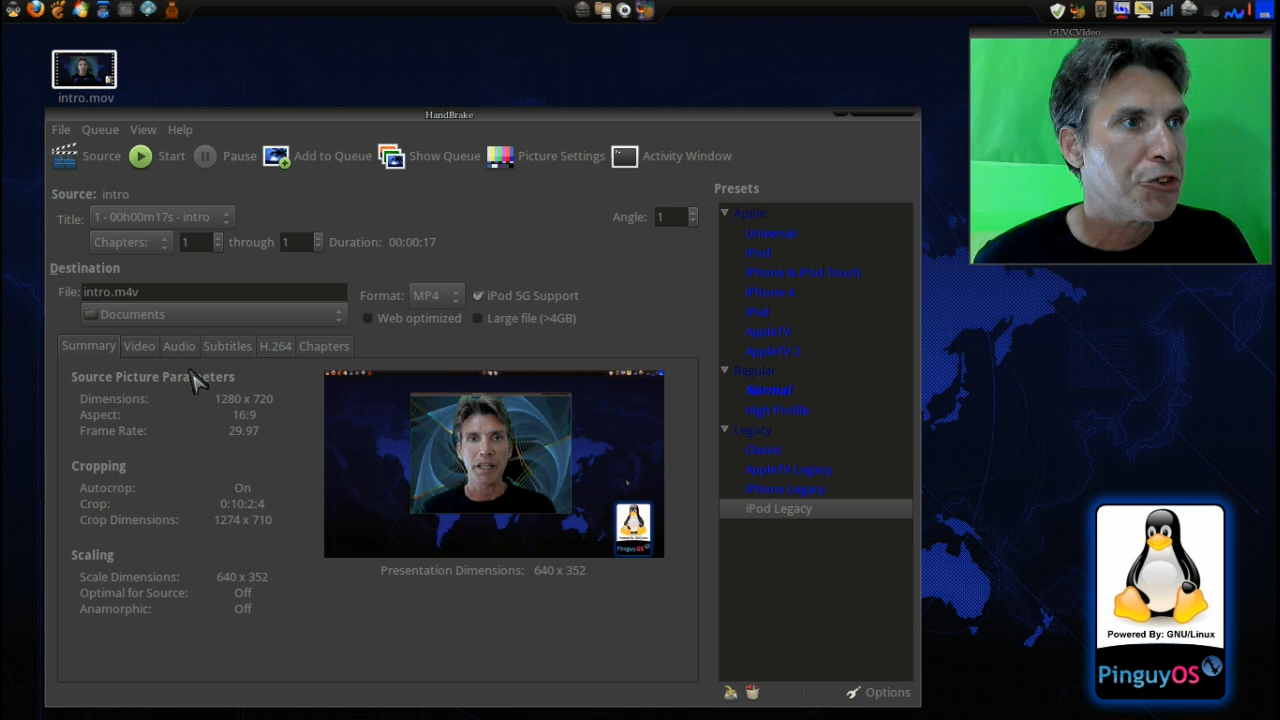 GUVCVIdeo
intro.mov
HandBrake
File Queue View Help
Source Start Pause Add to Queue Show Queue Picture Settings Activity Window
Source: intro
Title: 1 - 00h00m17s - intro
Angle: 1
Chapters: 1 through 1 Duration: 00:00:17
Destination
File: intro.m4v
Format: MP4 iPod 5G Support
Documents
Web optimized Large file (>4GB)
Summary Video Audio Subtitles H.264 Chapters
Source Picture Parameters
Dimensions: 1280 x 720
Aspect: 16:9
Frame Rate: 29.97
Cropping
Autocrop: On
Crop: 0:10:2:4
Crop Dimensions: 1274 x 710
Scaling
Scale Dimensions: 640 x 352
Optimal for Source: Off
Anamorphic: Off
PinguyOS
Presentation Dimensions: 640 x 352
Presets
Apple
Universal
iPod
iPhone & iPod Touch
iPhone 4
iPad
AppleTV
AppleTV 2
Regular
Normal
High Profile
Legacy
Classic
AppleTV Legacy
iPhone Legacy
iPod Legacy
Options
Powered By: GNU/Linux
PinguyOS